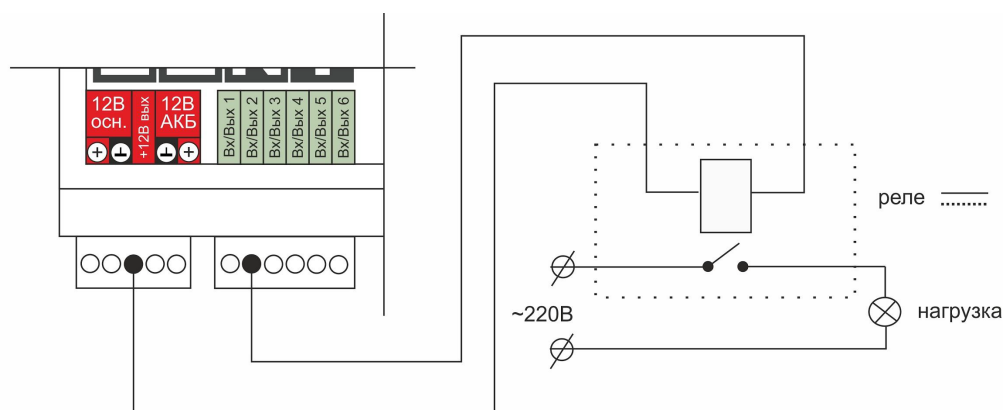 12В
осн.
+12В вых
12В
АКБ
Вх/Вых 1
Вх/Вых 2
Вх/Вых 3
Вх/Вых 4
Вх/Вых 5
Вх/Вых 6
реле
~220В
нагрузка